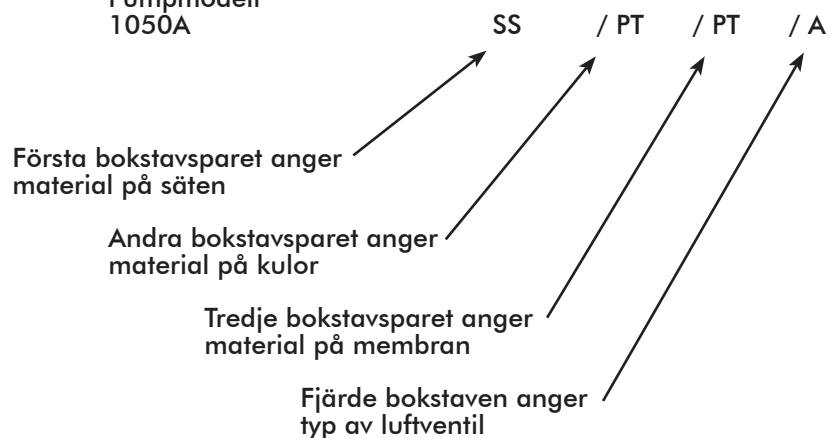 Pumpmodell
1050A SS / PT / PT / A
Första bokstavsparet anger
material på säten
Andra bokstavsparet anger
material på kulor
Tredje bokstavsparet anger
material på membran
Fjärde bokstaven anger
typ av luftventil